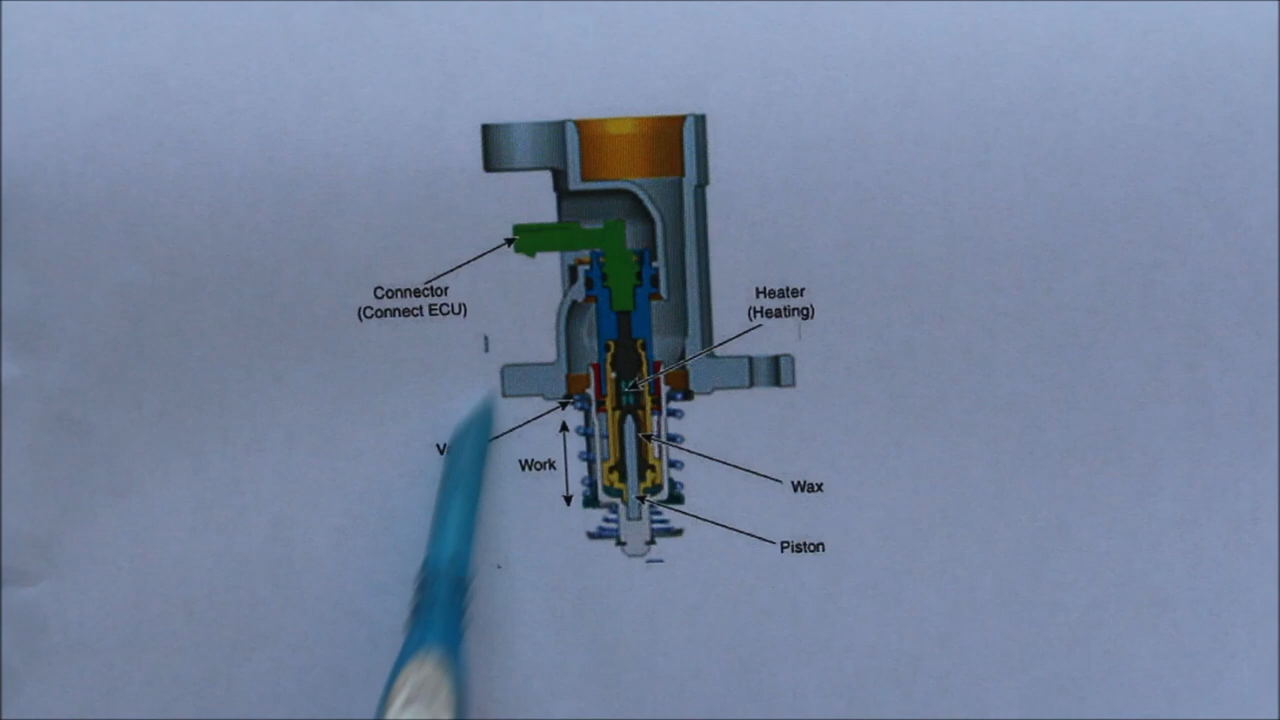 Connector
(Connect ECU)
Heater
(Heating)
Work
Wax
Piston